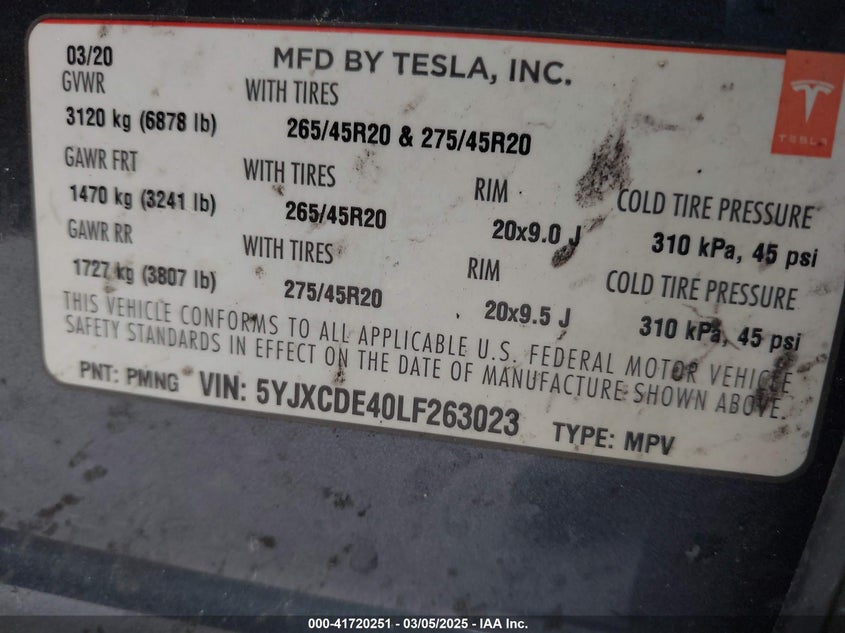 03/20 MFD BY TESLA, INC.
GVWR WITH TIRES
3120 kg (6878 lb) 265/45R20 & 275/45R20
GAWR FRT WITH TIRES RIM COLD TIRE PRESSURE
1470 kg (3241 lb) 265/45R20 20x9.0 J 310 kPa, 45 psi
GAWR RR WITH TIRES RIM COLD TIRE PRESSURE
1727 kg (3807 lb) 275/45R20 20x9.5 J 310 kPa, 45 psi
THIS VEHICLE CONFORMS TO ALL APPLICABLE U.S. FEDERAL MOTOR VEHICLE
SAFETY STANDARDS IN EFFECT ON THE DATE OF MANUFACTURE SHOWN ABOVE.
PNT: PMNG VIN: 5YJXCDE40LF263023 TYPE: MPV
TESLA
000-41720251 - 03/05/2025 - IAA Inc.